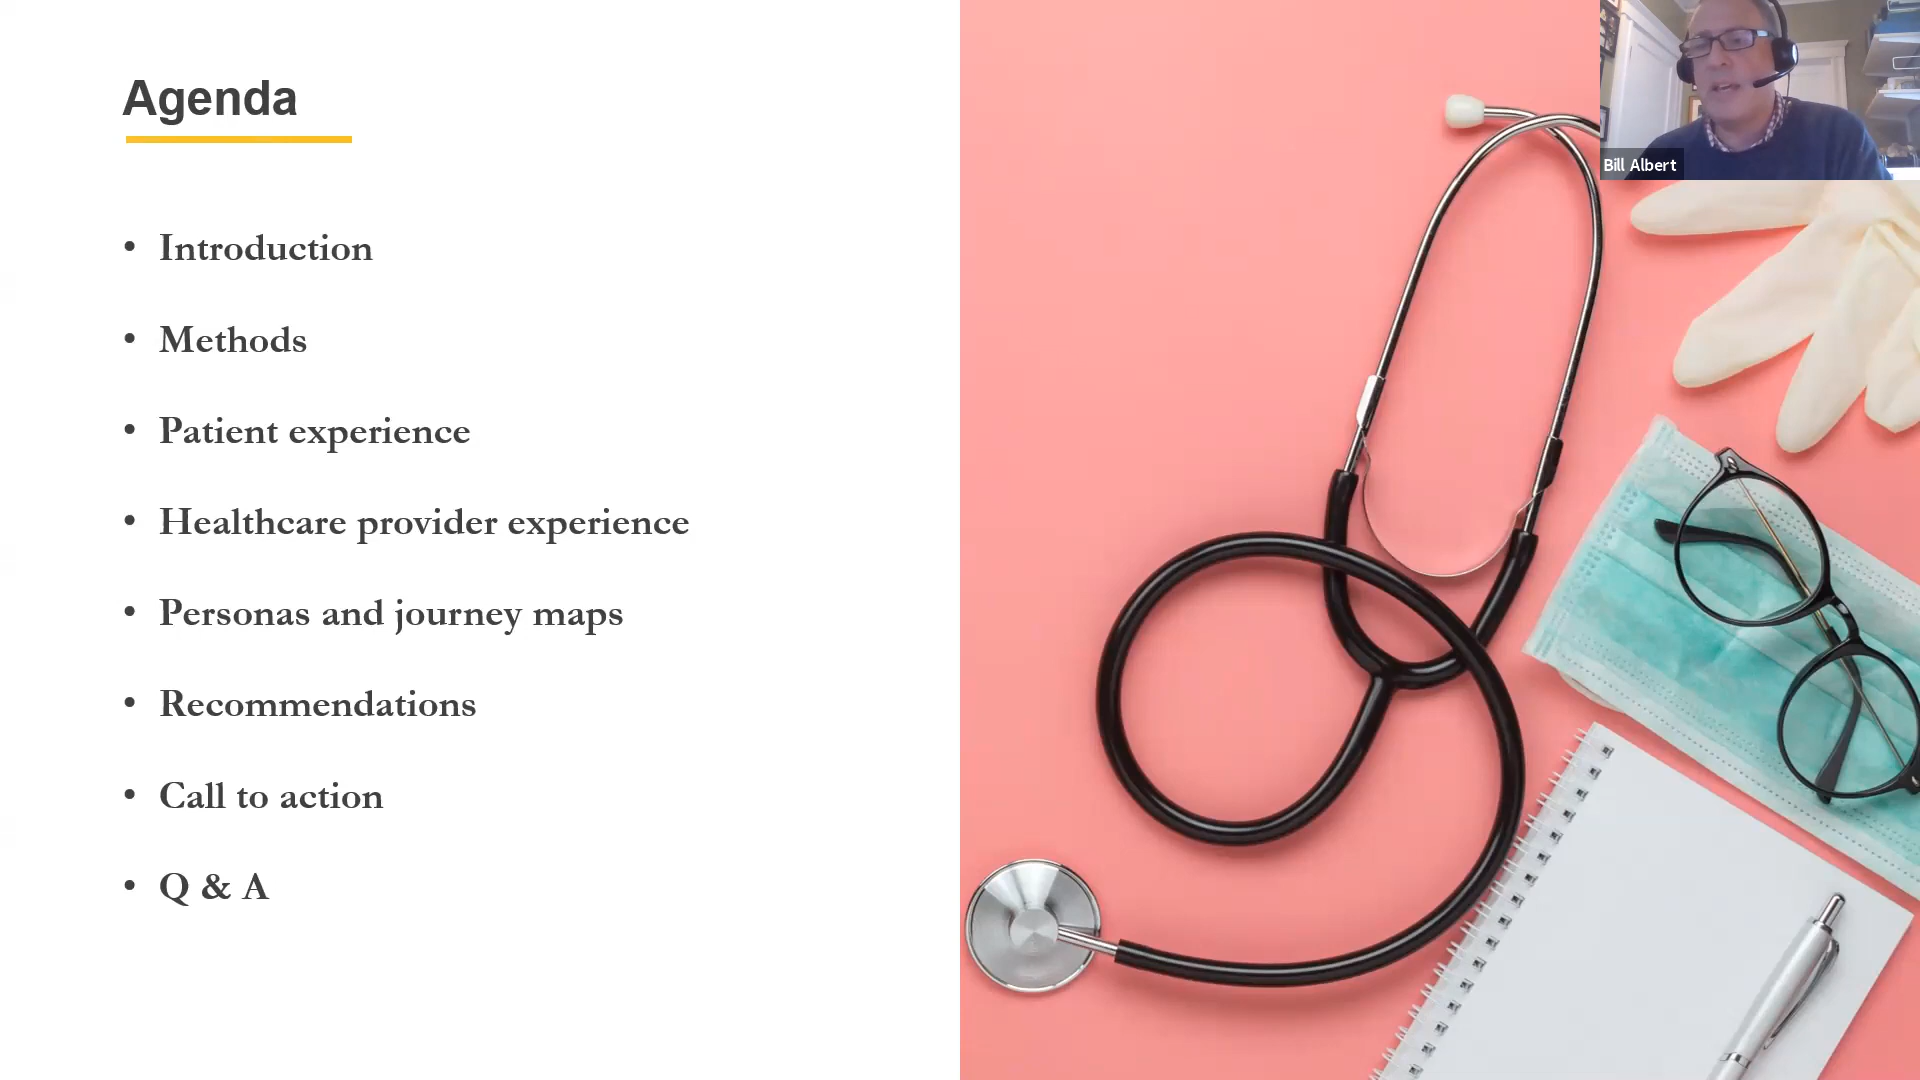 Agenda
• Introduction
• Methods
• Patient experience
• Healthcare provider experience
• Personas and journey maps
• Recommendations
• Call to action
• Q & A
Bill Albert